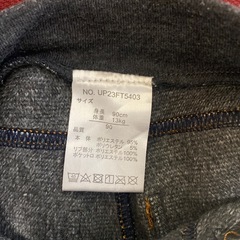 NO. UP23FT5403
サイズ
身長 90cm
体重 13kg
90
品質
本体 ポリエステル 95%
ポリウレタン 5%
リブ部分 ポリエステル 100%
ポケット口 ポリエステル 100%